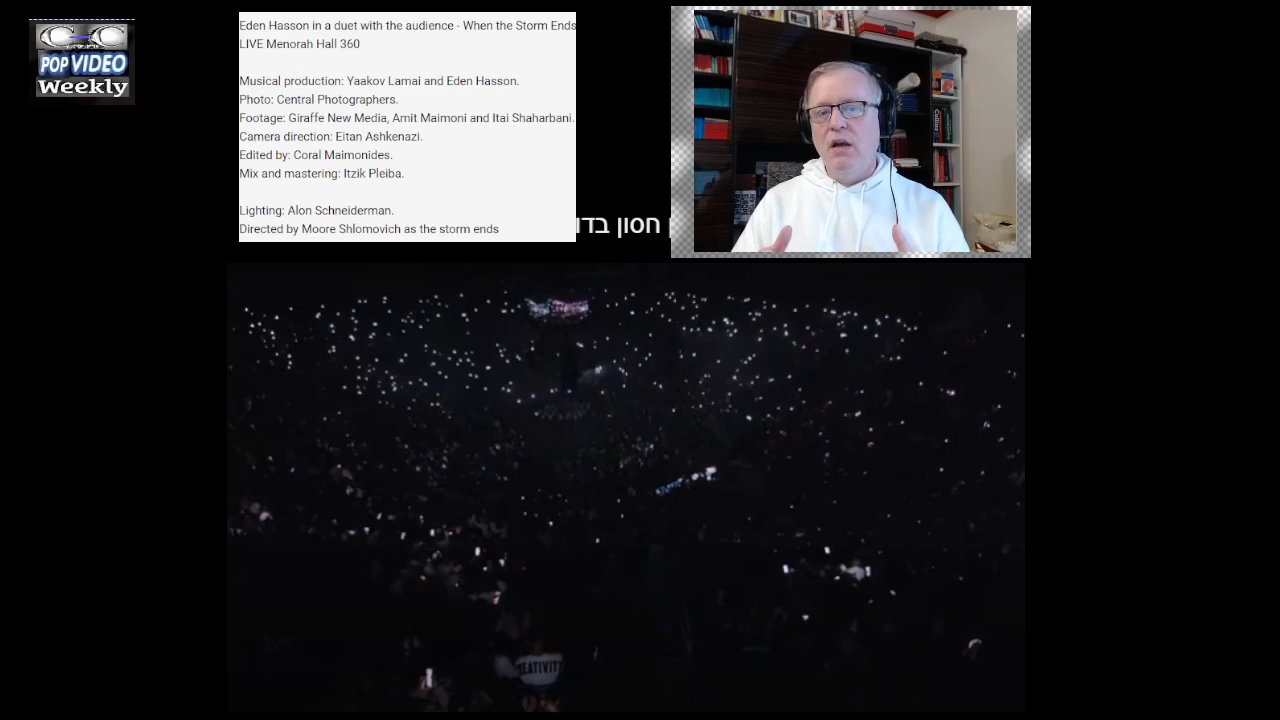 C-C
POP VIDEO
Weekly
Eden Hasson in a duet with the audience - When the Storm Ends
LIVE Menorah Hall 360
Musical production: Yaakov Lamai and Eden Hasson.
Photo: Central Photographers.
Footage: Giraffe New Media, Amit Maimoni and Itai Shaharbani.
Camera direction: Eitan Ashkenazi.
Edited by: Coral Maimonides.
Mix and mastering: Itzik Pleiba.
Lighting: Alon Schneiderman.
Directed by Moore Shlomovich as the storm ends
חסון
Collins